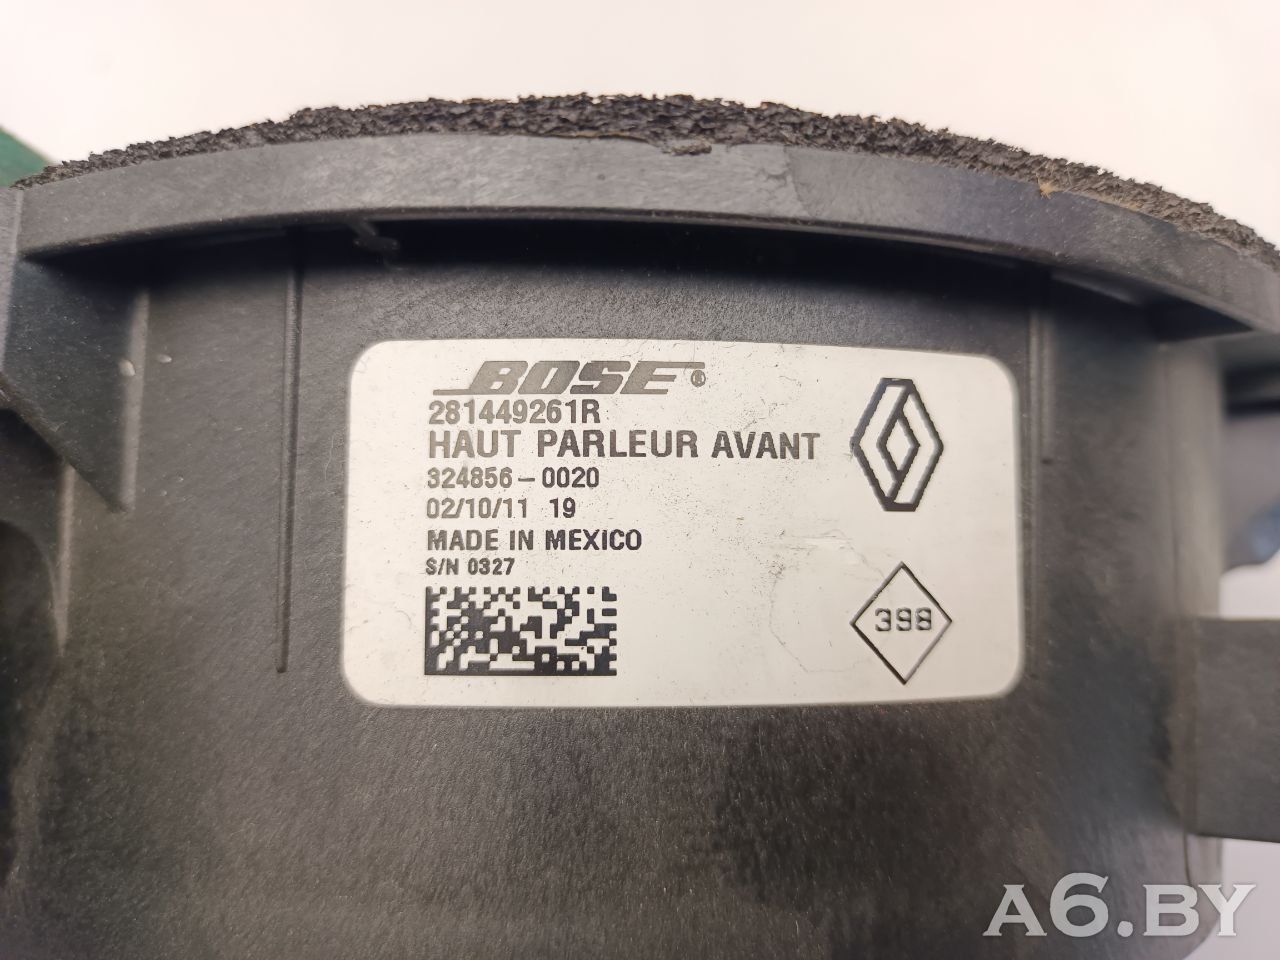 BOSE®
281449261R
HAUT PARLEUR AVANT
324856-0020
02/10/11 19
MADE IN MEXICO
S/N 0327
398
A6.BY